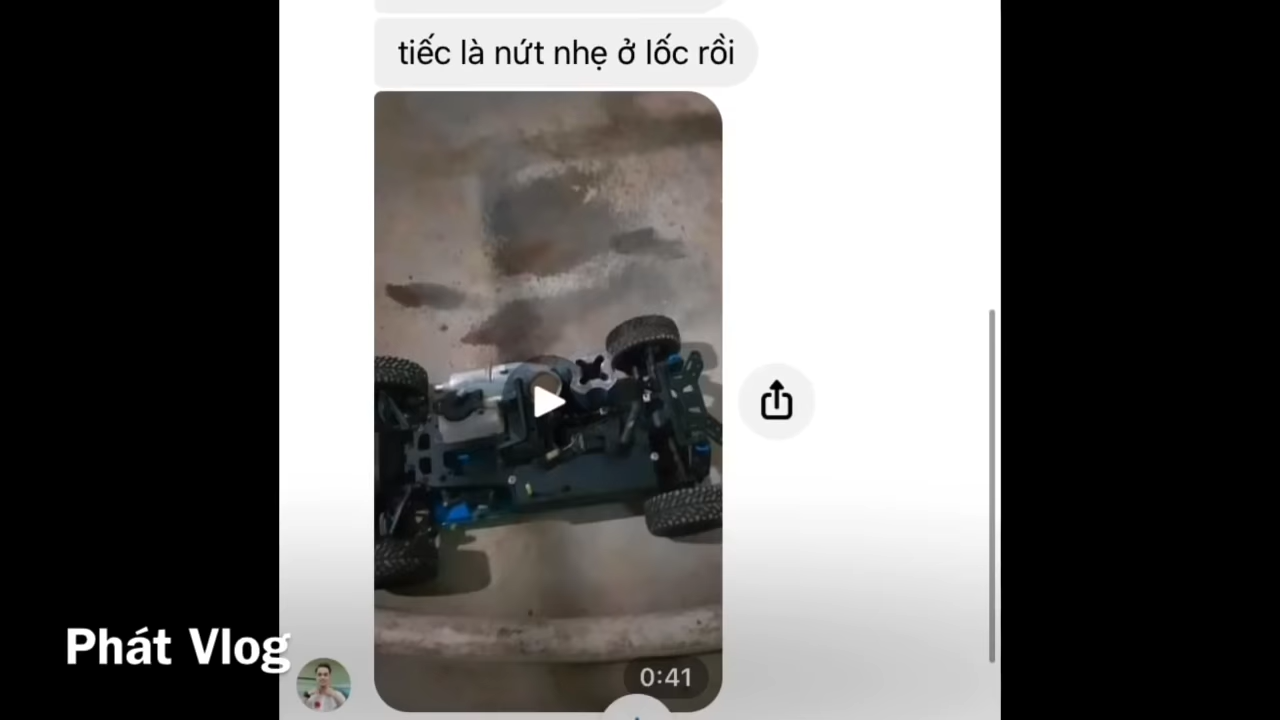 tiếc là nứt nhẹ ở lốc rồi
0:41
Phát Vlog